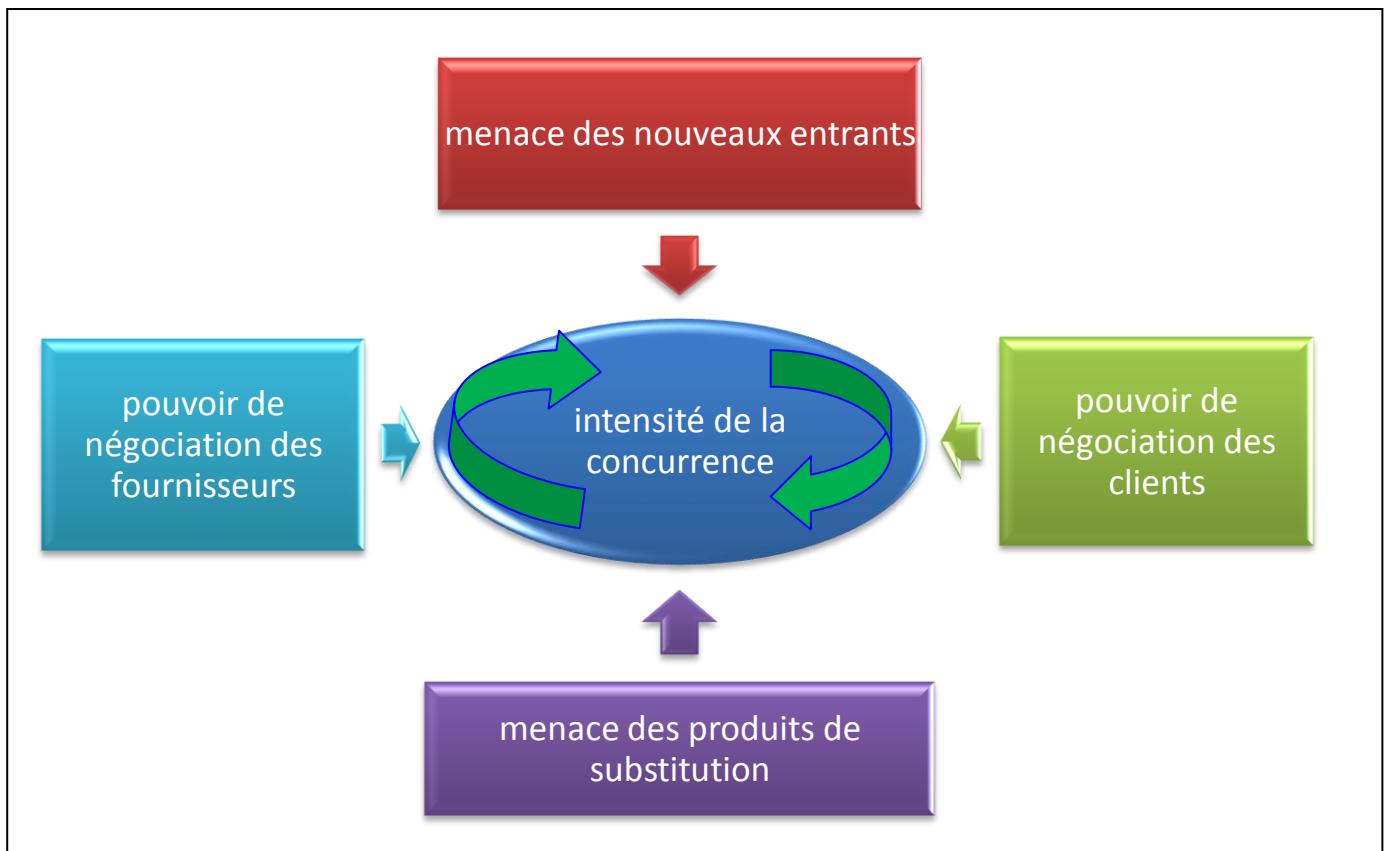 menace des nouveaux entrants
pouvoir de
négociation des
fournisseurs
intensité de la
concurrence
pouvoir de
négociation des
clients
menace des produits de
substitution